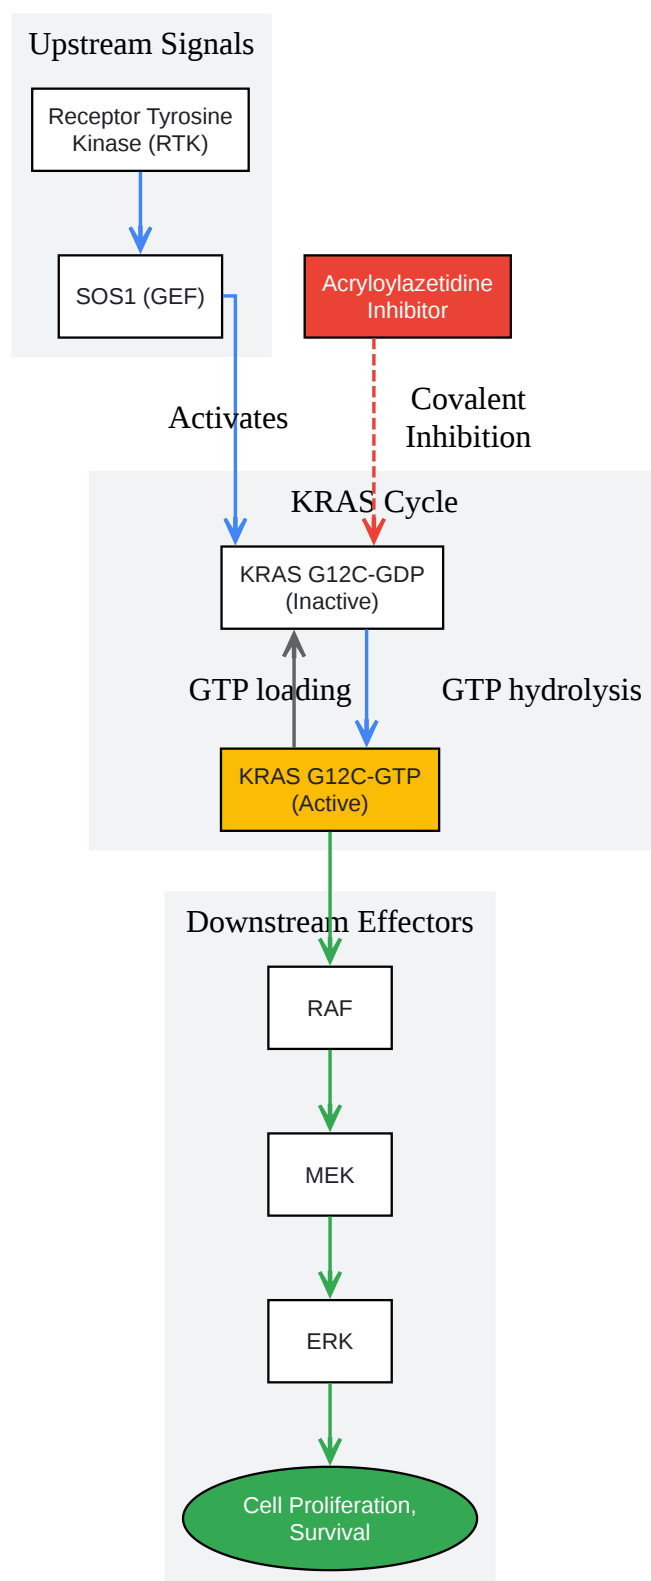 Upstream Signals
Receptor Tyrosine
Kinase (RTK)
SOS1 (GEF)
Acryloylazetidine
Inhibitor
Activates
Covalent
Inhibition
KRAS Cycle
KRAS G12C-GDP
(Inactive)
GTP loading
GTP hydrolysis
KRAS G12C-GTP
(Active)
Downstream Effectors
RAF
MEK
ERK
Cell Proliferation,
Survival